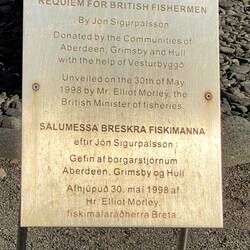 REQUIEM FOR BRITISH FISHERMEN
By Jón Sigurpálsson
Donated by the Communities of
Aberdeen, Grimsby and Hull
with the help of Vesturbyggð
Unveiled on the 30th of May
1998 by Mr. Elliot Morley, the
British Minister of fisheries
SÁLUMESSA BRESKRA FISKIMANNA
eftir Jón Sigurpálsson
Gefin af borgarstjórnum
Aberdeen, Grimsby og Hull
Afhjúpuð 30. maí 1998 af
Hr. Elliot Morley,
fiskimálaráðherra Breta